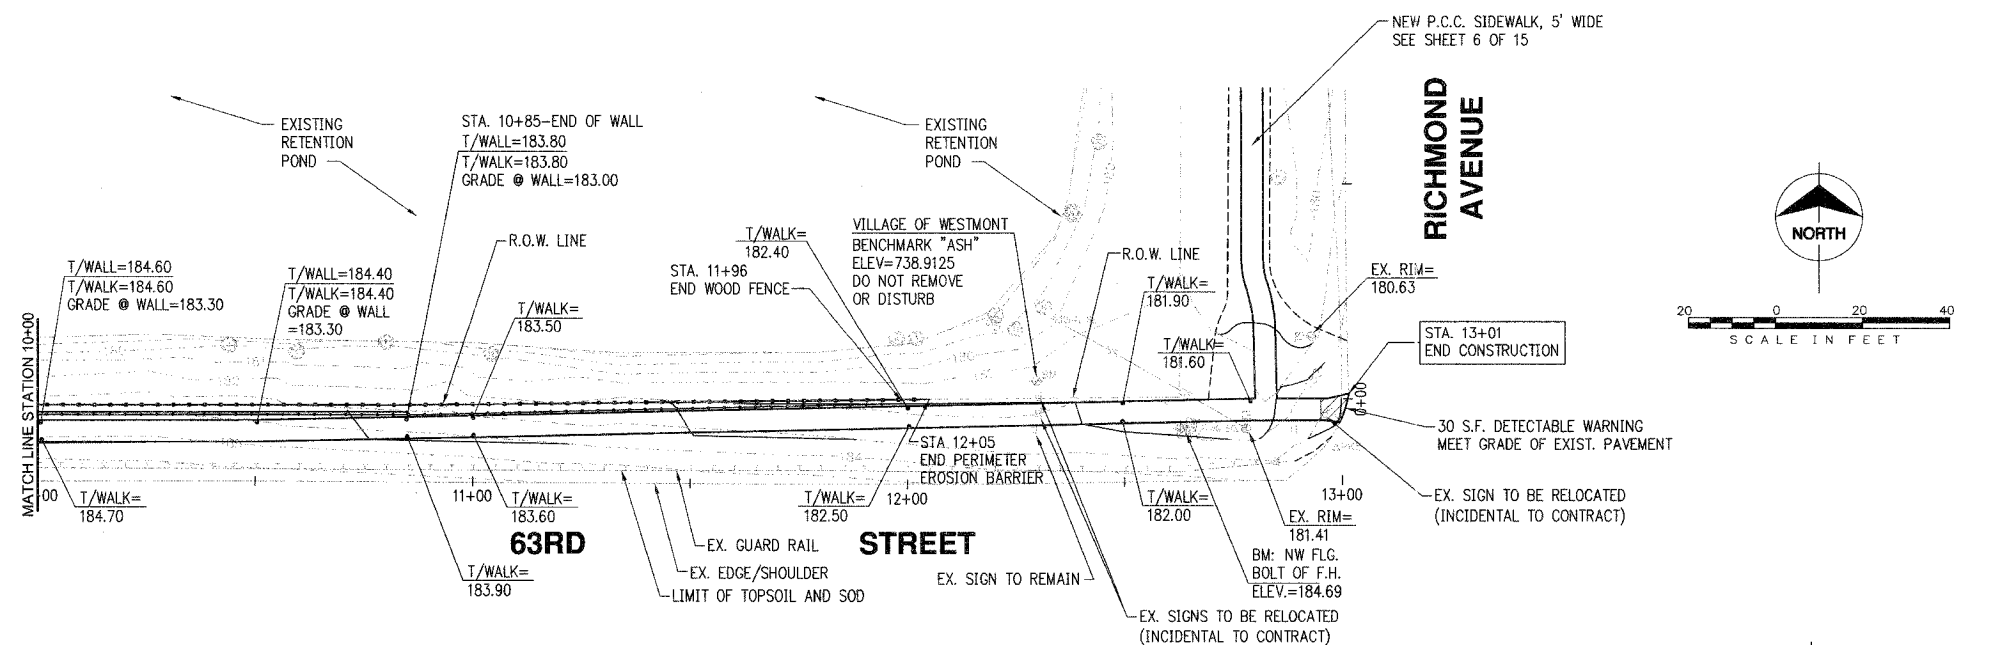 NEW P.C.C. SIDEWALK, 5' WIDE
SEE SHEET 6 OF 15
RICHMOND
AVENUE
EXISTING
RETENTION
POND
STA. 10+85-END OF WALL
T/WALL=183.80
T/WALK=183.80
GRADE @ WALL=183.00
EXISTING
RETENTION
POND
NORTH
T/WALL=184.60
T/WALK=184.60
GRADE @ WALL=183.30
T/WALL=184.40
T/WALK=184.40
GRADE @ WALL
=183.30
R.O.W. LINE
T/WALK=
183.50
T/WALK=
182.40
STA. 11+96
END WOOD FENCE
VILLAGE OF WESTMONT
BENCHMARK "ASH"
ELEV=738.9125
DO NOT REMOVE
OR DISTURB
R.O.W. LINE
T/WALK=
181.90
T/WALK=
181.60
EX. RIM=
180.63
STA. 13+01
END CONSTRUCTION
20 0 20 40
SCALE IN FEET
MATCH LINE STATION 10+00
0+00
30 S.F. DETECTABLE WARNING
MEET GRADE OF EXIST. PAVEMENT
STA. 12+05
END PERIMETER
EROSION BARRIER
00
11+00
12+00
13+00
T/WALK=
184.70
T/WALK=
183.60
T/WALK=
182.50
T/WALK=
182.00
EX. RIM=
181.41
BM: NW FLG.
BOLT OF F.H.
ELEV.=184.69
EX. SIGN TO BE RELOCATED
(INCIDENTAL TO CONTRACT)
63RD STREET
T/WALK=
183.90
EX. GUARD RAIL
EX. EDGE/SHOULDER
LIMIT OF TOPSOIL AND SOD
EX. SIGN TO REMAIN
EX. SIGNS TO BE RELOCATED
(INCIDENTAL TO CONTRACT)